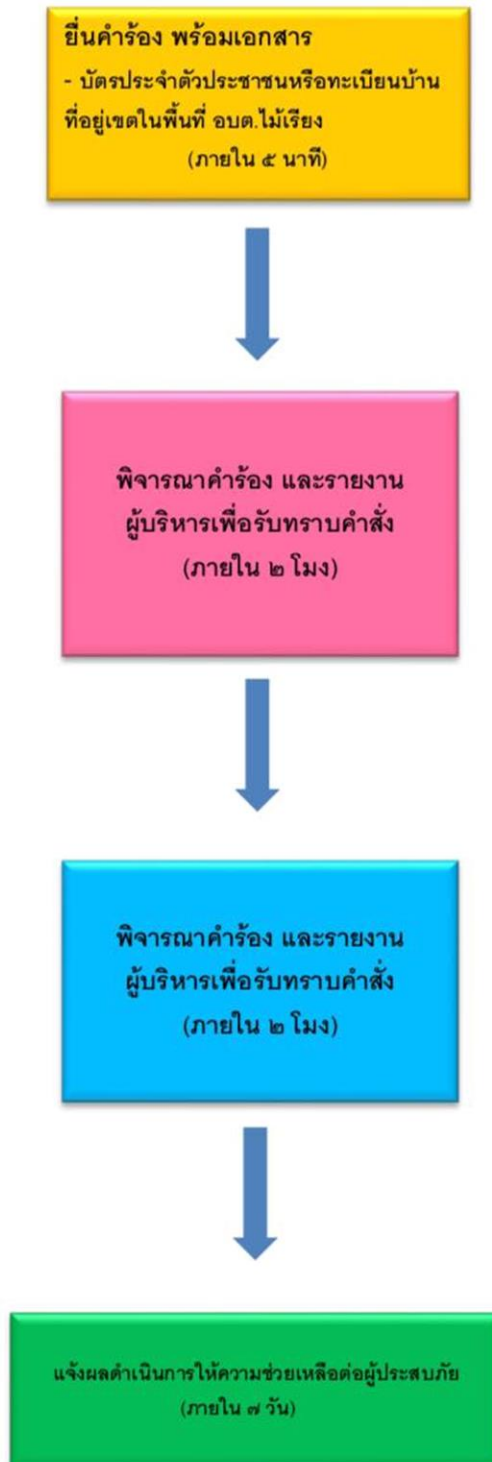 ยื่นคำร้อง พร้อมเอกสาร
- บัตรประจำตัวประชาชนหรือทะเบียนบ้าน
ที่อยู่เขตในพื้นที่ อบต.ไม้เรียง
(ภายใน ๕ นาที)
พิจารณาคำร้อง และรายงาน
ผู้บริหารเพื่อรับทราบคำสั่ง
(ภายใน ๒ โมง)
พิจารณาคำร้อง และรายงาน
ผู้บริหารเพื่อรับทราบคำสั่ง
(ภายใน ๒ โมง)
แจ้งผลดำเนินการให้ความช่วยเหลือต่อผู้ประสบภัย
(ภายใน ๗ วัน)